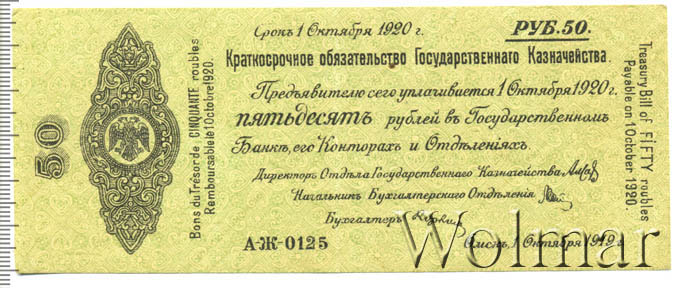 Срокъ 1 Октября 1920 г.
РУБ. 50.
Краткосрочное обязательство Государственнаго Казначейства.
Предъявителю сего уплачивается 1 Октября 1920 г.
пятьдесятъ рублей въ Государственномъ
Банкѣ, его Конторахъ и Отдѣленіяхъ.
Директоръ Отдѣла Государственнаго Казначейства
Начальникъ Бухгалтерскаго Отдѣленія
Бухгалтеръ
А-Ж-0125
Омскъ, 1 Октября 1919 г.
50
Bons du Trésor de CINQUANTE roubles
Remboursable le 1 Octobre 1920.
Treasury Bill of FIFTY roubles
Payable on 1 October 1920.
Wolmar